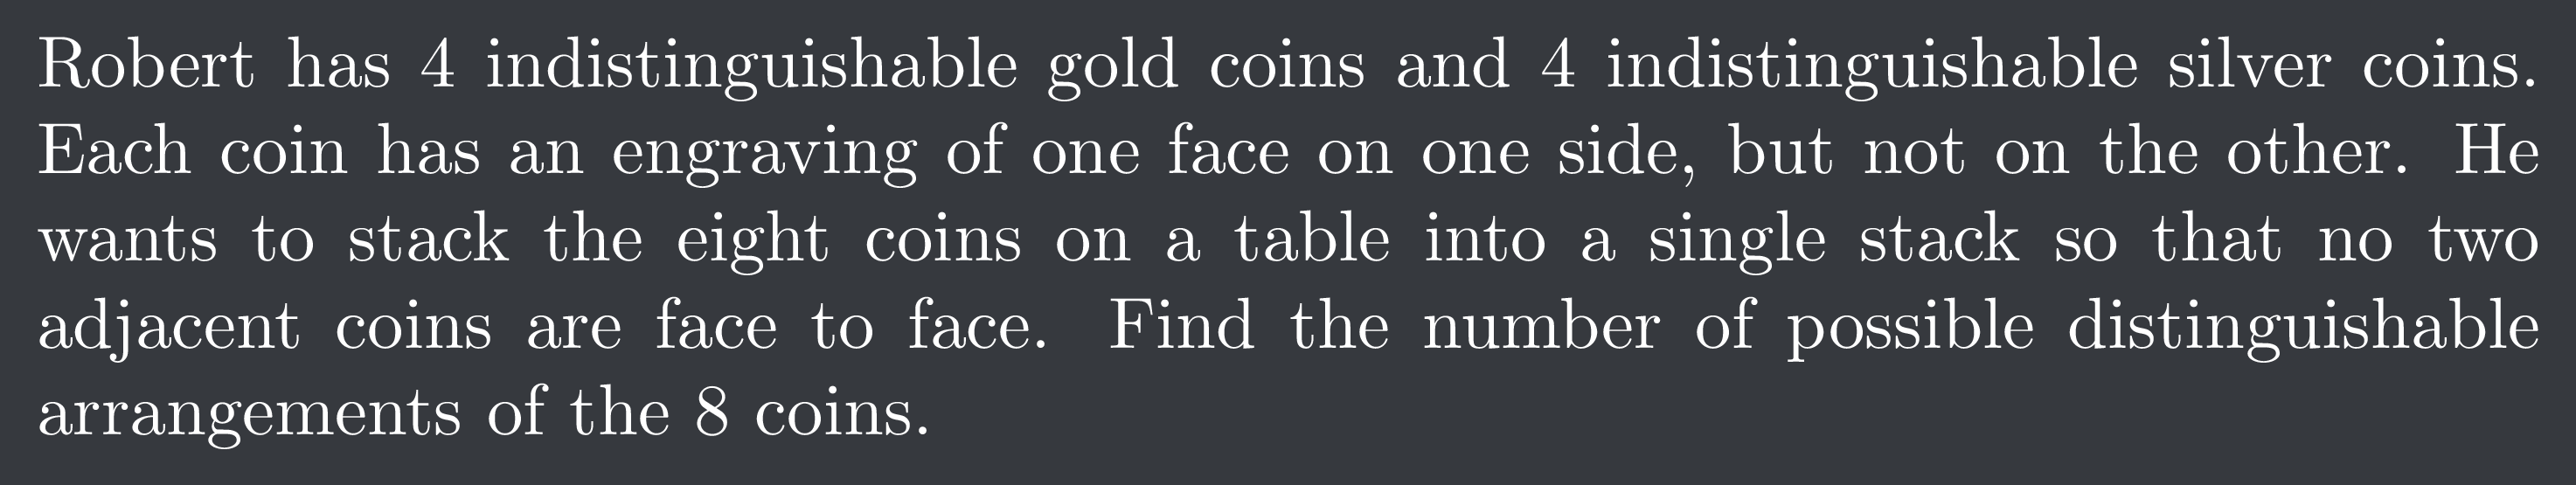 Robert has 4 indistinguishable gold coins and 4 indistinguishable silver coins.
Each coin has an engraving of one face on one side, but not on the other. He
wants to stack the eight coins on a table into a single stack so that no two
adjacent coins are face to face. Find the number of possible distinguishable
arrangements of the 8 coins.